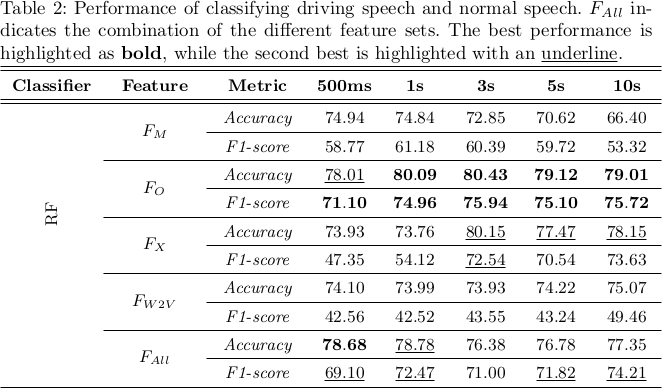 Table 2: Performance of classifying driving speech and normal speech. F_All in-
dicates the combination of the different feature sets. The best performance is
highlighted as bold, while the second best is highlighted with an underline.
Classifier Feature Metric 500ms 1s 3s 5s 10s
RF
F_M
Accuracy 74.94 74.84 72.85 70.62 66.40
F1-score 58.77 61.18 60.39 59.72 53.32
F_O
Accuracy 78.01 80.09 80.43 79.12 79.01
F1-score 71.10 74.96 75.94 75.10 75.72
F_X
Accuracy 73.93 73.76 80.15 77.47 78.15
F1-score 47.35 54.12 72.54 70.54 73.63
F_W2V
Accuracy 74.10 73.99 73.93 74.22 75.07
F1-score 42.56 42.52 43.55 43.24 49.46
F_All
Accuracy 78.68 78.78 76.38 76.78 77.35
F1-score 69.10 72.47 71.00 71.82 74.21